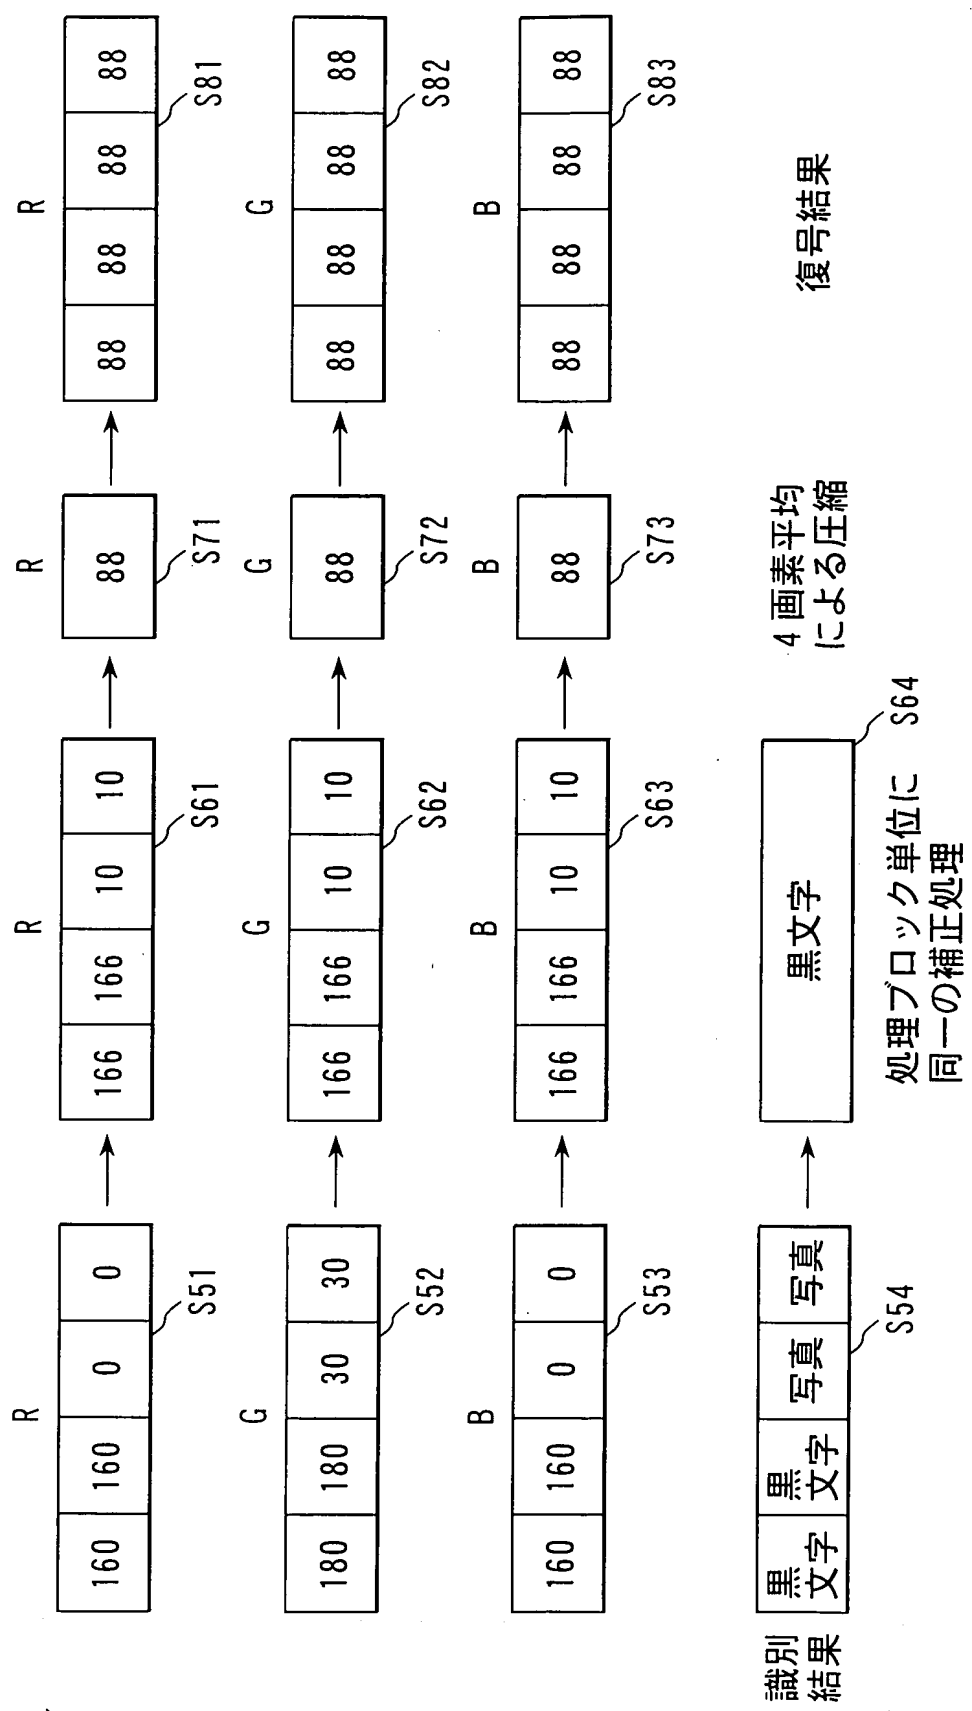 R
160 160 0 0
S51
R
166 166 10 10
S61
R
88
S71
R
88 88 88 88
S81
G
180 180 30 30
S52
G
166 166 10 10
S62
G
88
S72
G
88 88 88 88
S82
B
160 160 0 0
S53
B
166 166 10 10
S63
B
88
S73
B
88 88 88 88
S83
識別
結果
黒
文字
黒
文字
写真
写真
S54
黒文字
S64
処理ブロック単位に
同一の補正処理
4画素平均
による圧縮
復号結果